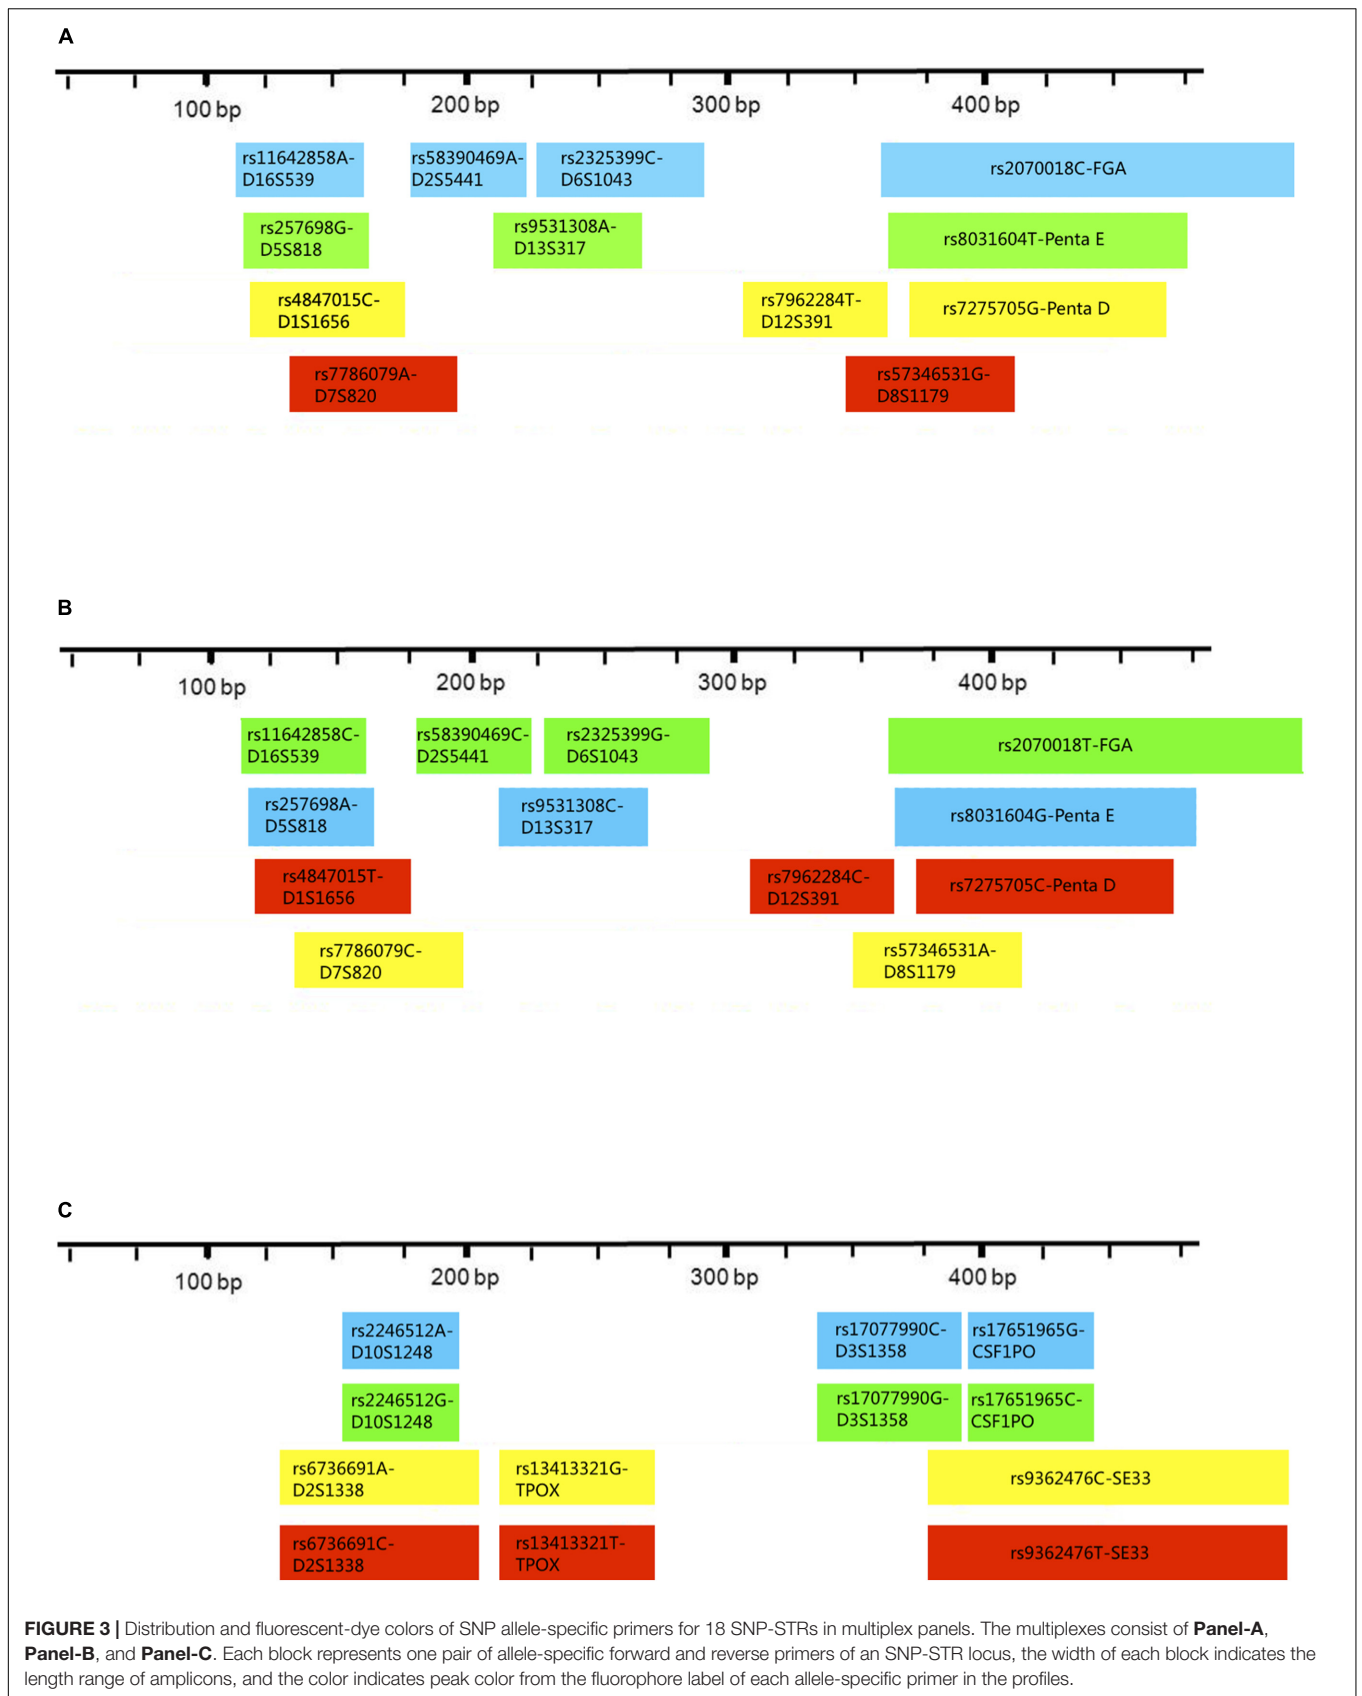 A
100 bp 200 bp 300 bp 400 bp
rs11642858A- rs58390469A- rs2325399C- rs2070018C-FGA
D16S539 D2S5441 D6S1043
rs257698G- rs9531308A- rs8031604T-Penta E
D5S818 D13S317
rs4847015C- rs7962284T- rs7275705G-Penta D
D1S1656 D12S391
rs7786079A- rs57346531G-
D7S820 D8S1179
B
100 bp 200 bp 300 bp 400 bp
rs11642858C- rs58390469C- rs2325399G- rs2070018T-FGA
D16S539 D2S5441 D6S1043
rs257698A- rs9531308C- rs8031604G-Penta E
D5S818 D13S317
rs4847015T- rs7962284C- rs7275705C-Penta D
D1S1656 D12S391
rs7786079C- rs57346531A-
D7S820 D8S1179
C
100 bp 200 bp 300 bp 400 bp
rs2246512A- rs17077990C- rs17651965G-
D10S1248 D3S1358 CSF1PO
rs2246512G- rs17077990G- rs17651965C-
D10S1248 D3S1358 CSF1PO
rs6736691A- rs13413321G- rs9362476C-SE33
D2S1338 TPOX
rs6736691C- rs13413321T- rs9362476T-SE33
D2S1338 TPOX
FIGURE 3 | Distribution and fluorescent-dye colors of SNP allele-specific primers for 18 SNP-STRs in multiplex panels. The multiplexes consist of Panel-A,
Panel-B, and Panel-C. Each block represents one pair of allele-specific forward and reverse primers of an SNP-STR locus, the width of each block indicates the
length range of amplicons, and the color indicates peak color from the fluorophore label of each allele-specific primer in the profiles.